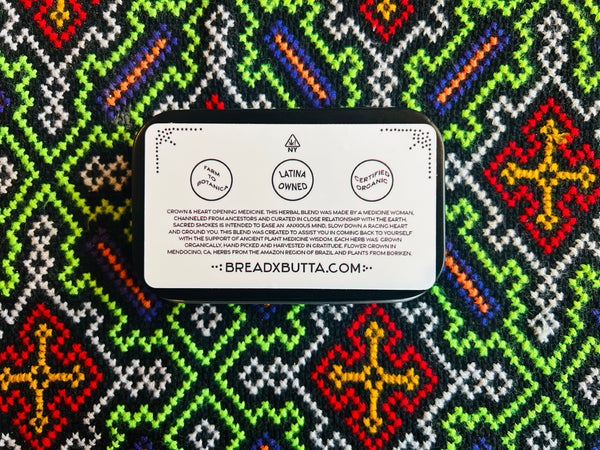 NY
FARM
TO
BOTANICA
LATINA
OWNED
CERTIFIED
ORGANIC
CROWN & HEART OPENING MEDICINE. THIS HERBAL BLEND WAS MADE BY A MEDICINE WOMAN,
CHANNELED FROM ANCESTORS AND CURATED IN CLOSE RELATIONSHIP WITH THE EARTH.
SACRED SMOKES IS INTENDED TO EASE AN ANXIOUS MIND, SLOW DOWN A RACING HEART
AND GROUND YOU. THIS BLEND WAS CREATED TO ASSIST YOU IN COMING BACK TO YOURSELF
WITH THE SUPPORT OF ANCIENT PLANT MEDICINE WISDOM. EACH HERB WAS GROWN
ORGANICALLY, HAND PICKED AND HARVESTED IN GRATITUDE. FLOWER GROWN IN
MENDOCINO, CA, HERBS FROM THE AMAZON REGION OF BRAZIL AND PLANTS FROM BORIKEN.
BREADXBUTTA.COM